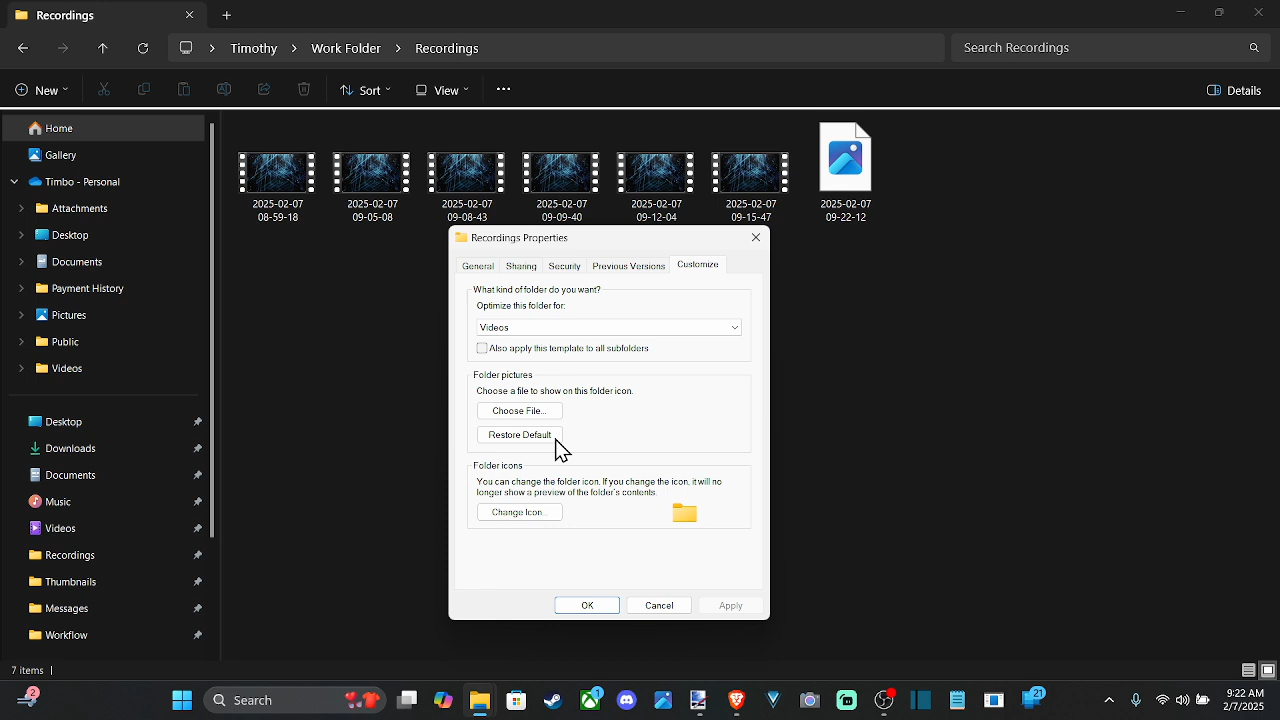 Recordings
Timothy > Work Folder > Recordings
Search Recordings
New
Sort
View
Details
Home
Gallery
Timbo - Personal
Attachments
Desktop
Documents
Payment History
Pictures
Public
Videos
Desktop
Downloads
Documents
Music
Videos
Recordings
Thumbnails
Messages
Workflow
2025-02-07
08-59-18
2025-02-07
09-05-08
2025-02-07
09-08-43
2025-02-07
09-09-40
2025-02-07
09-12-04
2025-02-07
09-15-47
2025-02-07
09-22-12
Recordings Properties
General Sharing Security Previous Versions Customize
What kind of folder do you want?
Optimize this folder for:
Videos
Also apply this template to all subfolders
Folder pictures
Choose a file to show on this folder icon.
Choose File...
Restore Default
Folder icons
You can change the folder icon. If you change the icon, it will no
longer show a preview of the folder's contents.
Change Icon...
OK Cancel Apply
7 items
2
Search
1
21
9:22 AM
2/7/2025